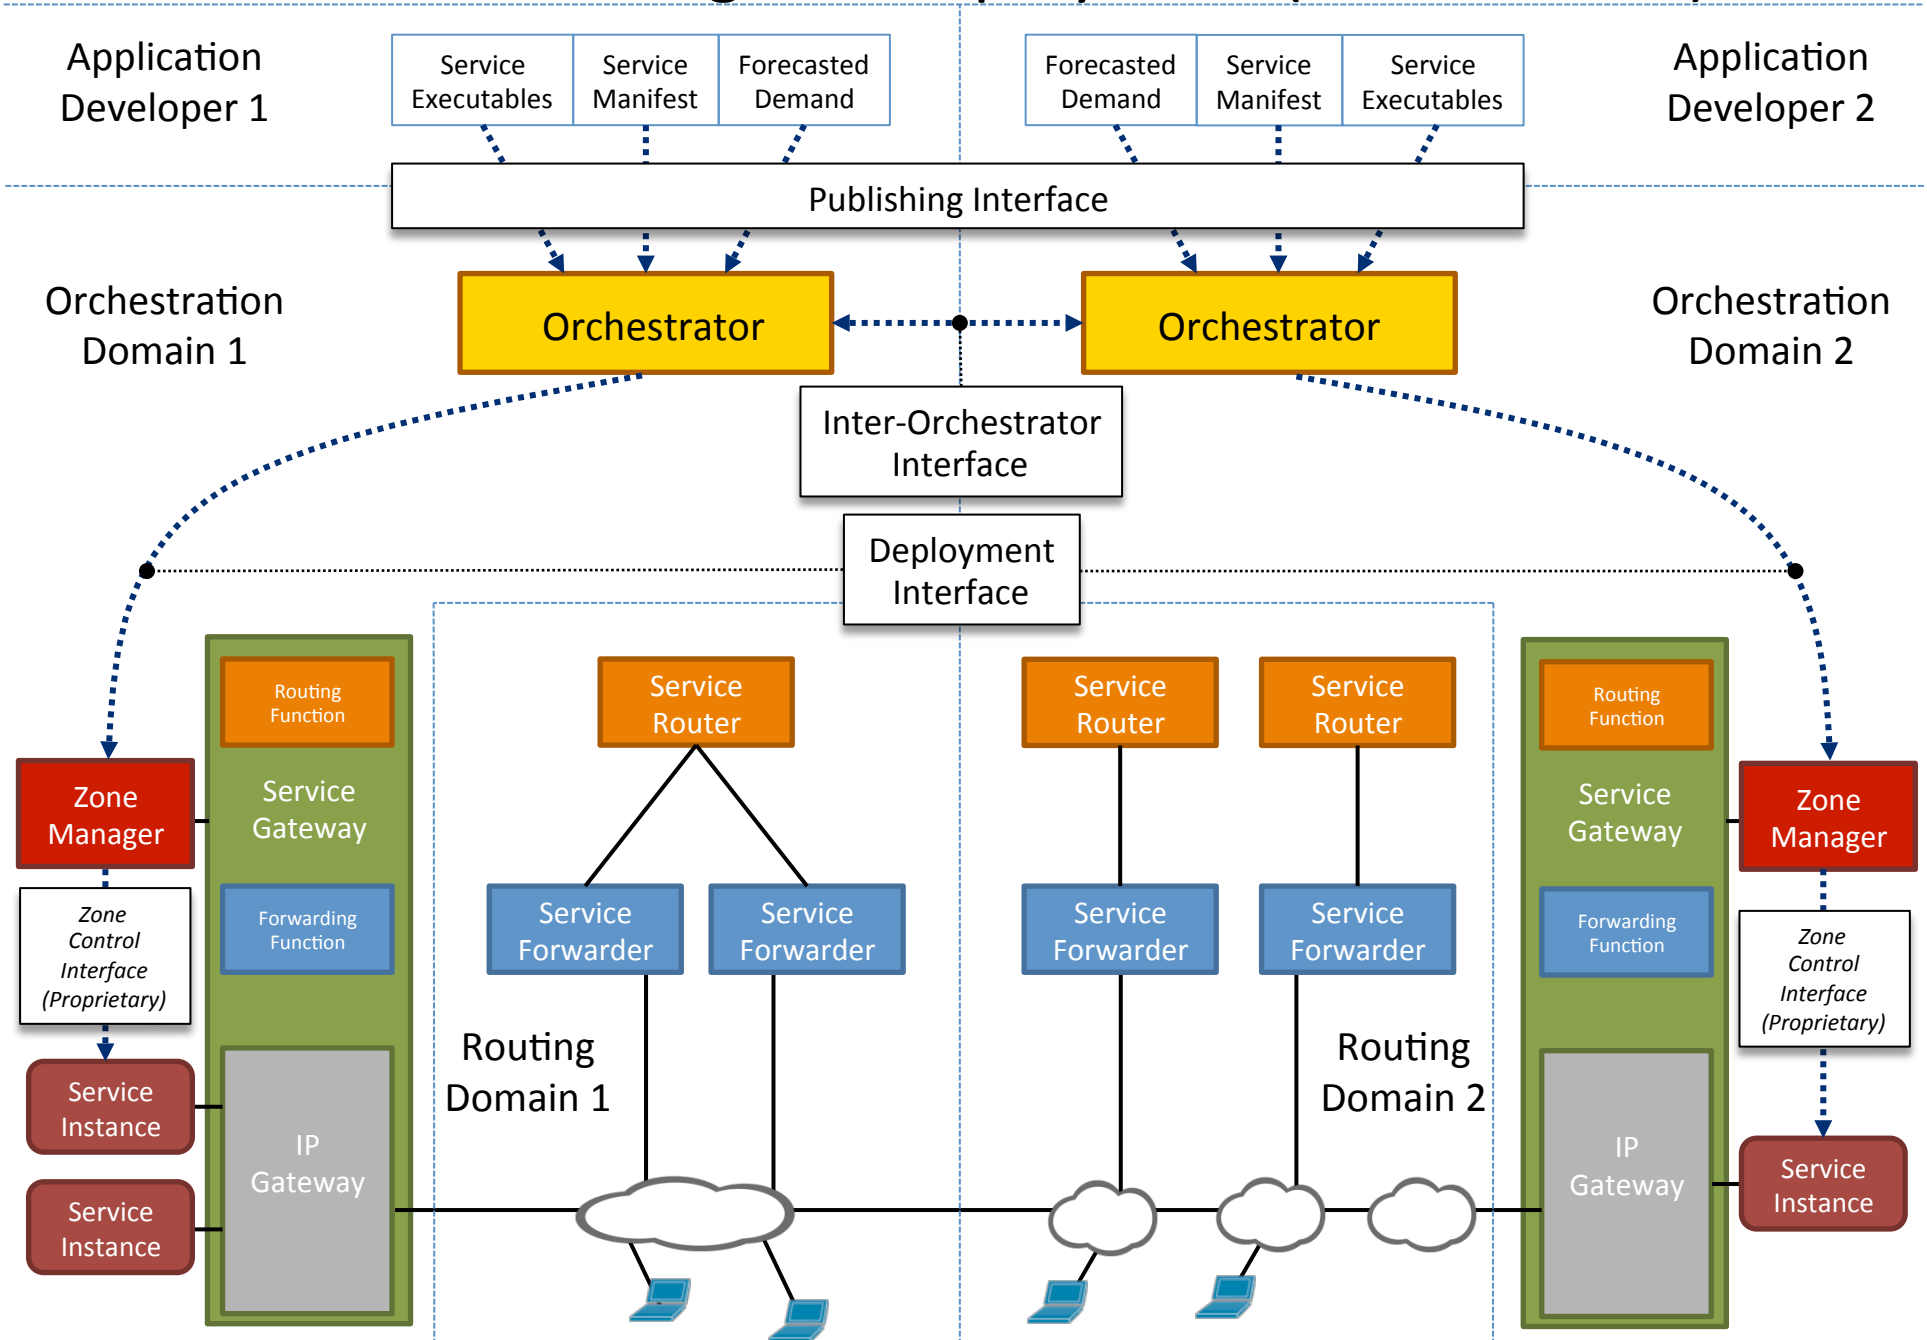 Application
Developer 1
Service
Executables
Service
Manifest
Forecasted
Demand
Forecasted
Demand
Service
Manifest
Service
Executables
Application
Developer 2
Publishing Interface
Orchestration
Domain 1
Orchestrator
Orchestrator
Orchestration
Domain 2
Inter-Orchestrator
Interface
Deployment
Interface
Routing
Function
Service
Router
Service
Router
Service
Router
Routing
Function
Zone
Manager
Service
Gateway
Service
Gateway
Zone
Manager
Zone
Control
Interface
(Proprietary)
Forwarding
Function
Service
Forwarder
Service
Forwarder
Service
Forwarder
Service
Forwarder
Forwarding
Function
Zone
Control
Interface
(Proprietary)
Routing
Domain 1
Routing
Domain 2
Service
Instance
IP
Gateway
IP
Gateway
Service
Instance
Service
Instance